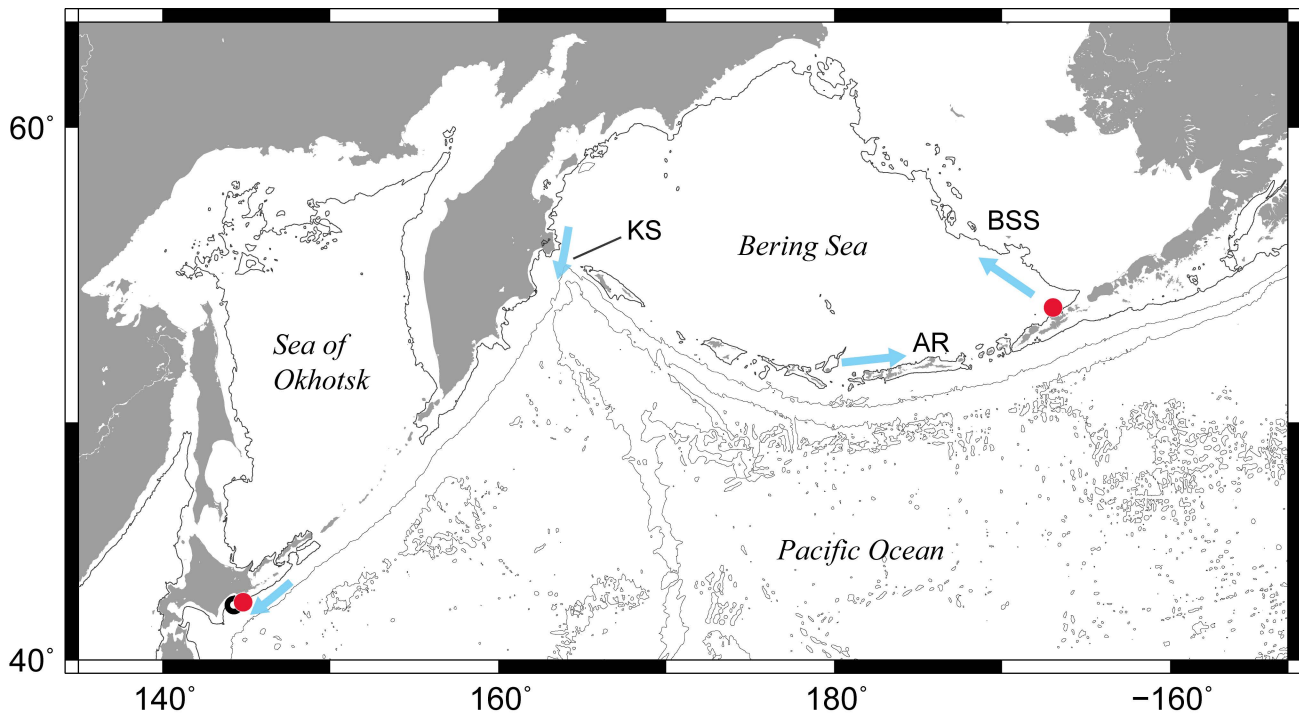 60°
KS
BSS
Bering Sea
Sea of
Okhotsk
AR
Pacific Ocean
40°
140°
160°
180°
−160°